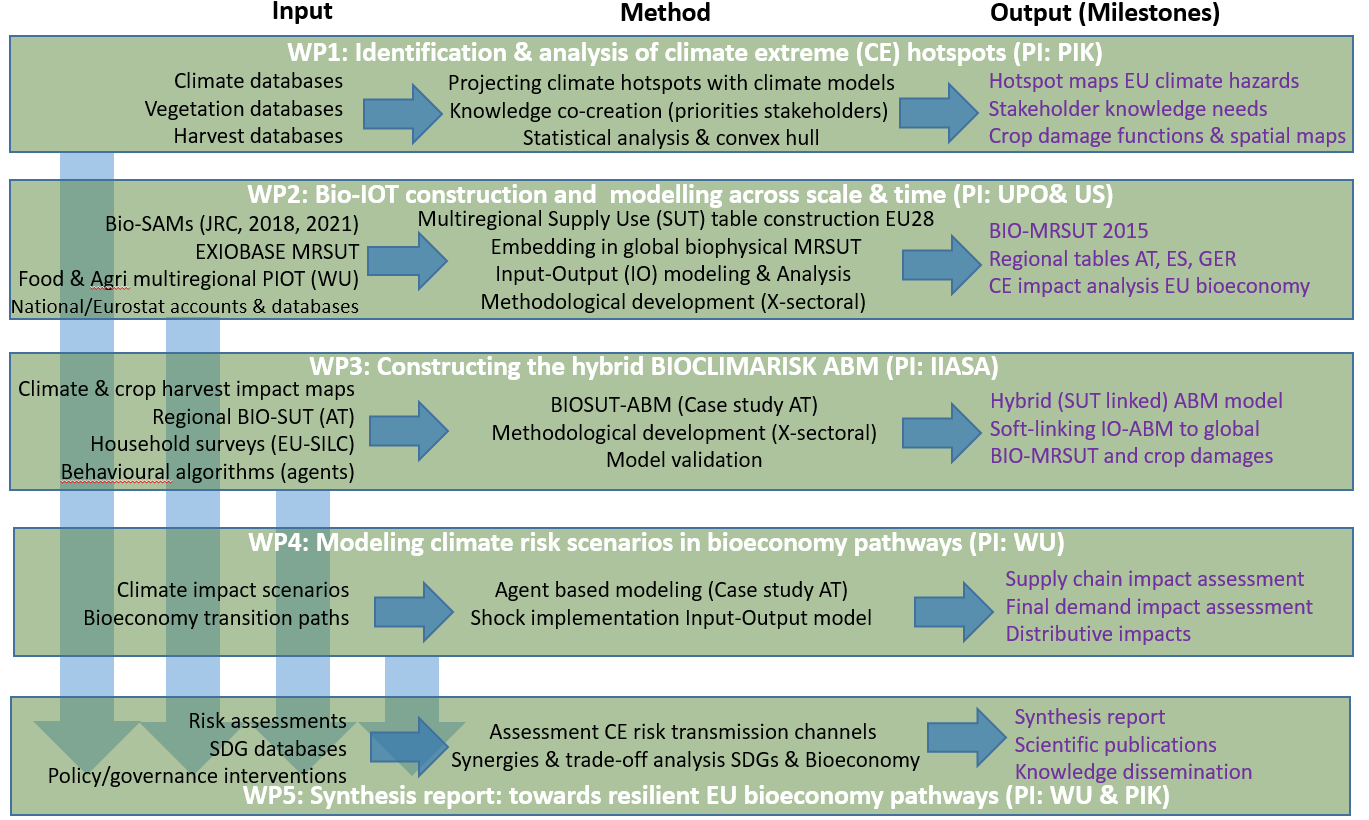 Input Method Output (Milestones)
WP1: Identification & analysis of climate extreme (CE) hotspots (PI: PIK)
Climate databases
Vegetation databases
Harvest databases
Projecting climate hotspots with climate models
Knowledge co-creation (priorities stakeholders)
Statistical analysis & convex hull
Hotspot maps EU climate hazards
Stakeholder knowledge needs
Crop damage functions & spatial maps
WP2: Bio-IOT construction and modelling across scale & time (PI: UPO& US)
Bio-SAMs (JRC, 2018, 2021)
EXIOBASE MRSUT
Food & Agri multiregional PIOT (WU)
National/Eurostat accounts & databases
Multiregional Supply Use (SUT) table construction EU28
Embedding in global biophysical MRSUT
Input-Output (IO) modeling & Analysis
Methodological development (X-sectoral)
BIO-MRSUT 2015
Regional tables AT, ES, GER
CE impact analysis EU bioeconomy
WP3: Constructing the hybrid BIOCLIMARISK ABM (PI: IIASA)
Climate & crop harvest impact maps
Regional BIO-SUT (AT)
Household surveys (EU-SILC)
Behavioural algorithms (agents)
BIOSUT-ABM (Case study AT)
Methodological development (X-sectoral)
Model validation
Hybrid (SUT linked) ABM model
Soft-linking IO-ABM to global
BIO-MRSUT and crop damages
WP4: Modeling climate risk scenarios in bioeconomy pathways (PI: WU)
Climate impact scenarios
Bioeconomy transition paths
Agent based modeling (Case study AT)
Shock implementation Input-Output model
Supply chain impact assessment
Final demand impact assessment
Distributive impacts
Risk assessments
SDG databases
Policy/governance interventions
Assessment CE risk transmission channels
Synergies & trade-off analysis SDGs & Bioeconomy
Synthesis report
Scientific publications
Knowledge dissemination
WP5: Synthesis report: towards resilient EU bioeconomy pathways (PI: WU & PIK)